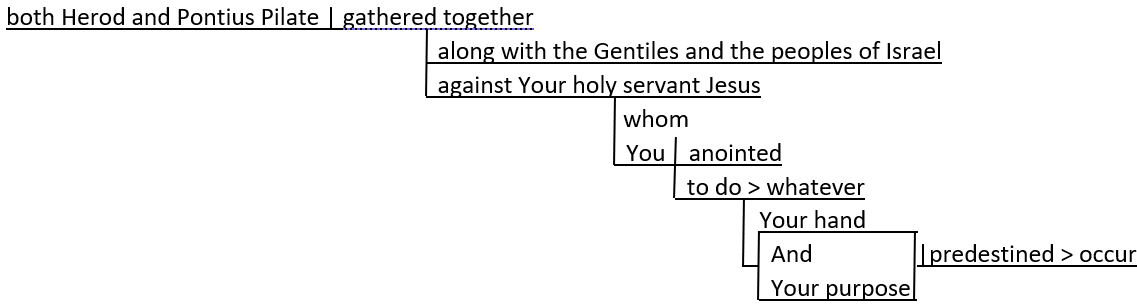 both Herod and Pontius Pilate | gathered together
along with the Gentiles and the peoples of Israel
against Your holy servant Jesus
whom
You | anointed
to do > whatever
Your hand
And |predestined > occur
Your purpose